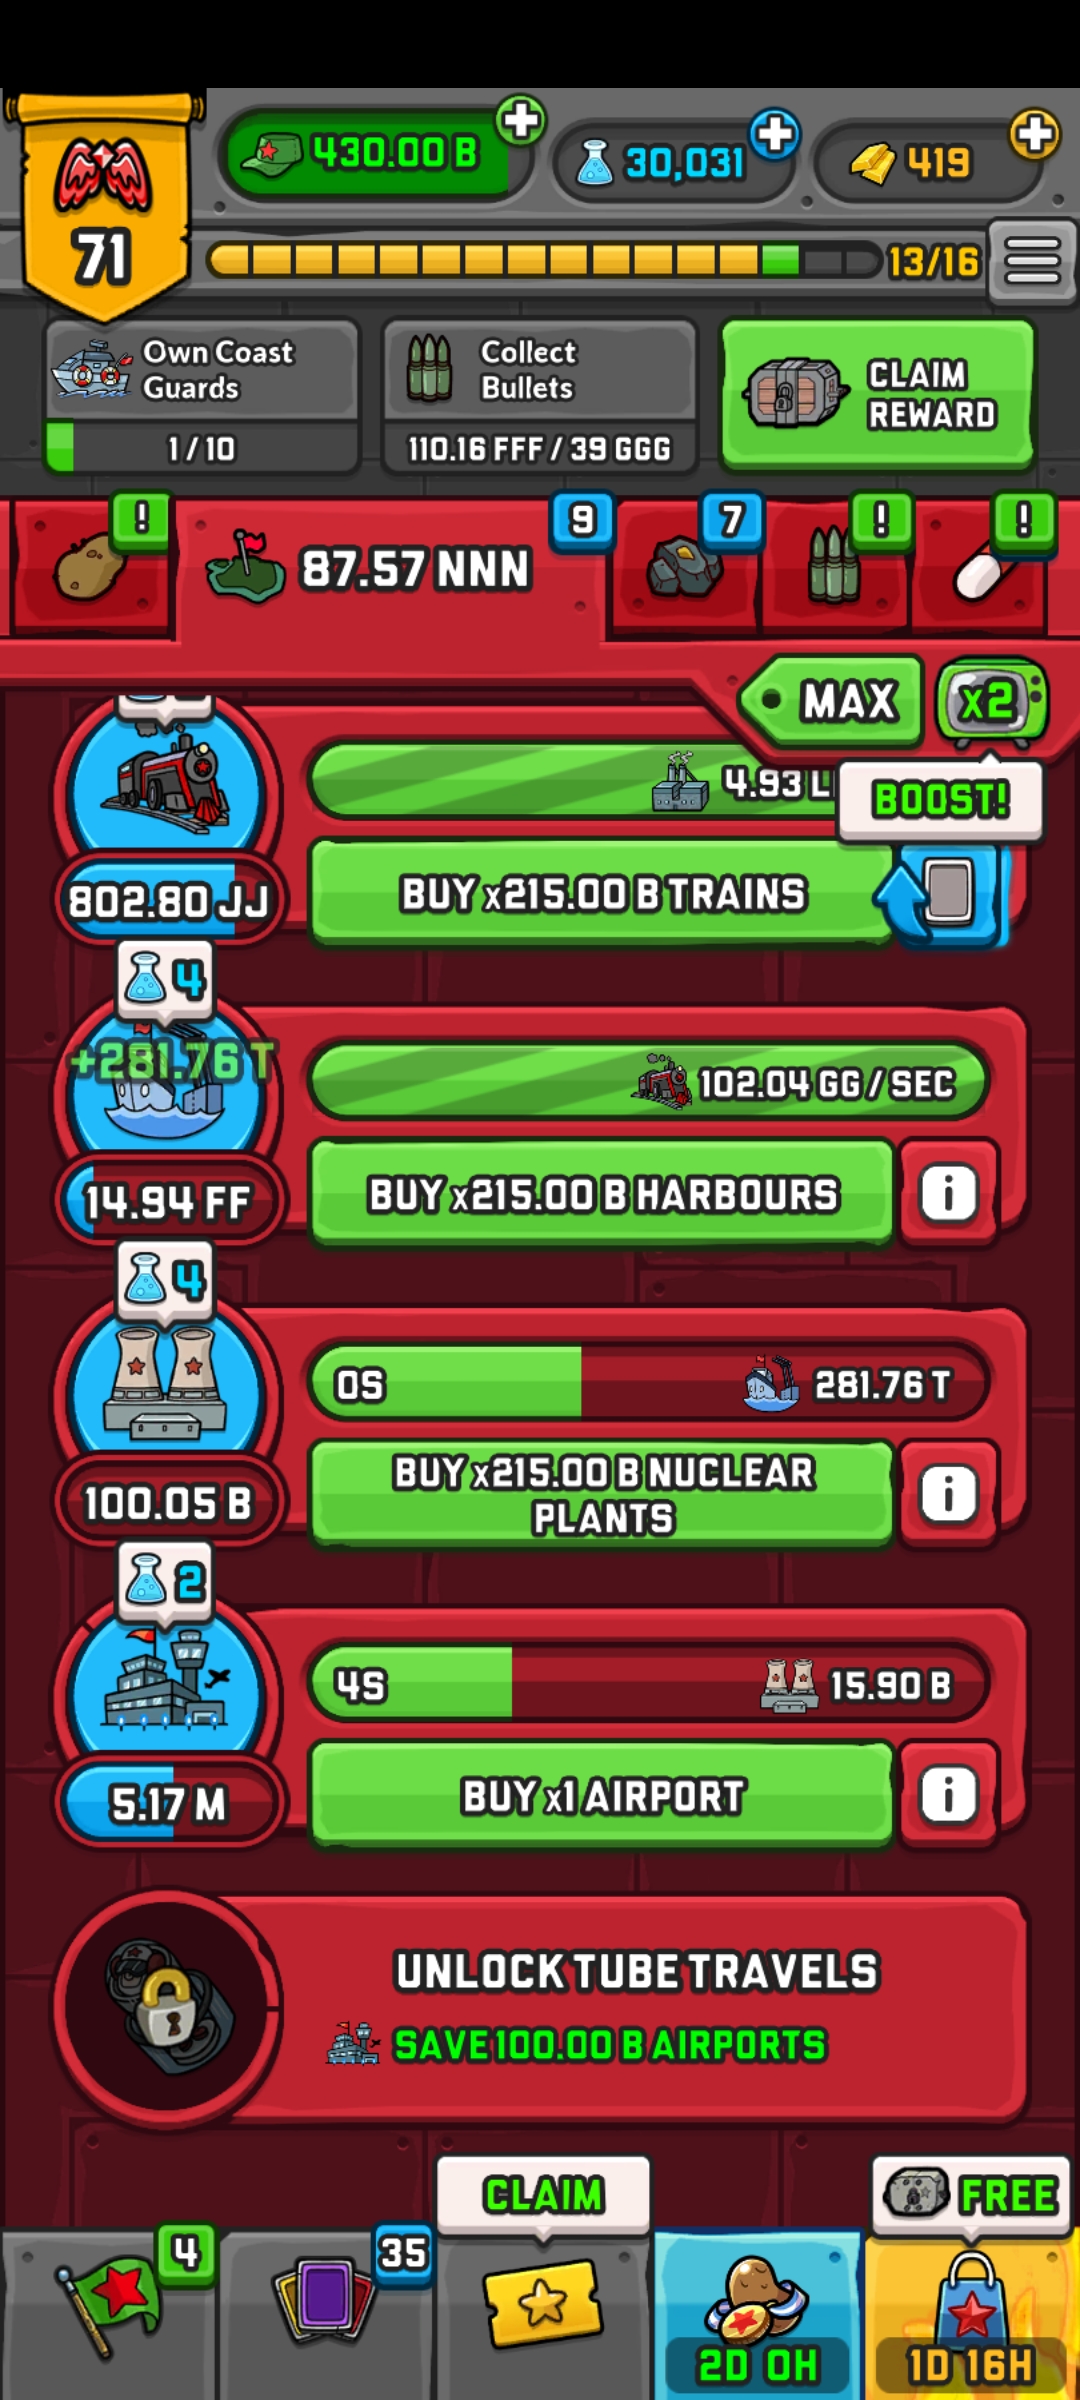 430.00 B
30,031
419
71
13/16
Own Coast
Guards
1 / 10
Collect
Bullets
110.16 FFF / 39 GGG
CLAIM
REWARD
!
87.57 NNN
9
7
!
!
MAX
x2
BOOST!
4.93
BUY x215.00 B TRAINS
802.80 JJ
4
+281.76 T
102.04 GG / SEC
BUY x215.00 B HARBOURS
i
14.94 FF
4
0S
281.76 T
BUY x215.00 B NUCLEAR
PLANTS
i
100.05 B
2
4S
15.90 B
BUY x1 AIRPORT
i
5.17 M
UNLOCK TUBE TRAVELS
SAVE 100.00 B AIRPORTS
CLAIM
FREE
4
35
2D 0H
1D 16H